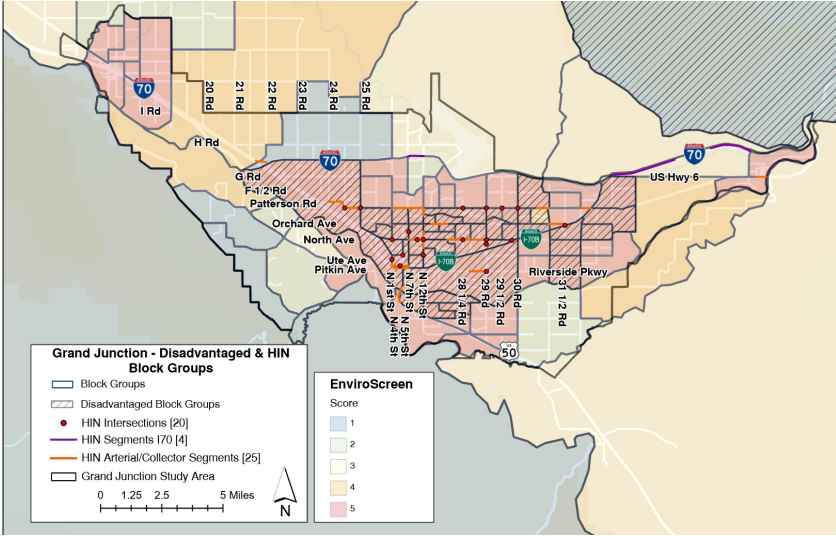 70
I Rd
20 Rd
21 Rd
22 Rd
23 Rd
24 Rd
25 Rd
H Rd
70
G Rd
F 1/2 Rd
Patterson Rd
Orchard Ave
North Ave
Ute Ave
Pitkin Ave
70
US Hwy 6
I-70B
I-70B
Riverside Pkwy
N 1st St
N 4th St
N 5th St
N 7th St
N 12th St
28 1/4 Rd
29 Rd
29 1/2 Rd
30 Rd
31 1/2 Rd
50
Grand Junction - Disadvantaged & HIN
Block Groups
Block Groups
Disadvantaged Block Groups
HIN Intersections [20]
HIN Segments I70 [4]
HIN Arterial/Collector Segments [25]
Grand Junction Study Area
0 1.25 2.5 5 Miles
N
EnviroScreen
Score
1
2
3
4
5